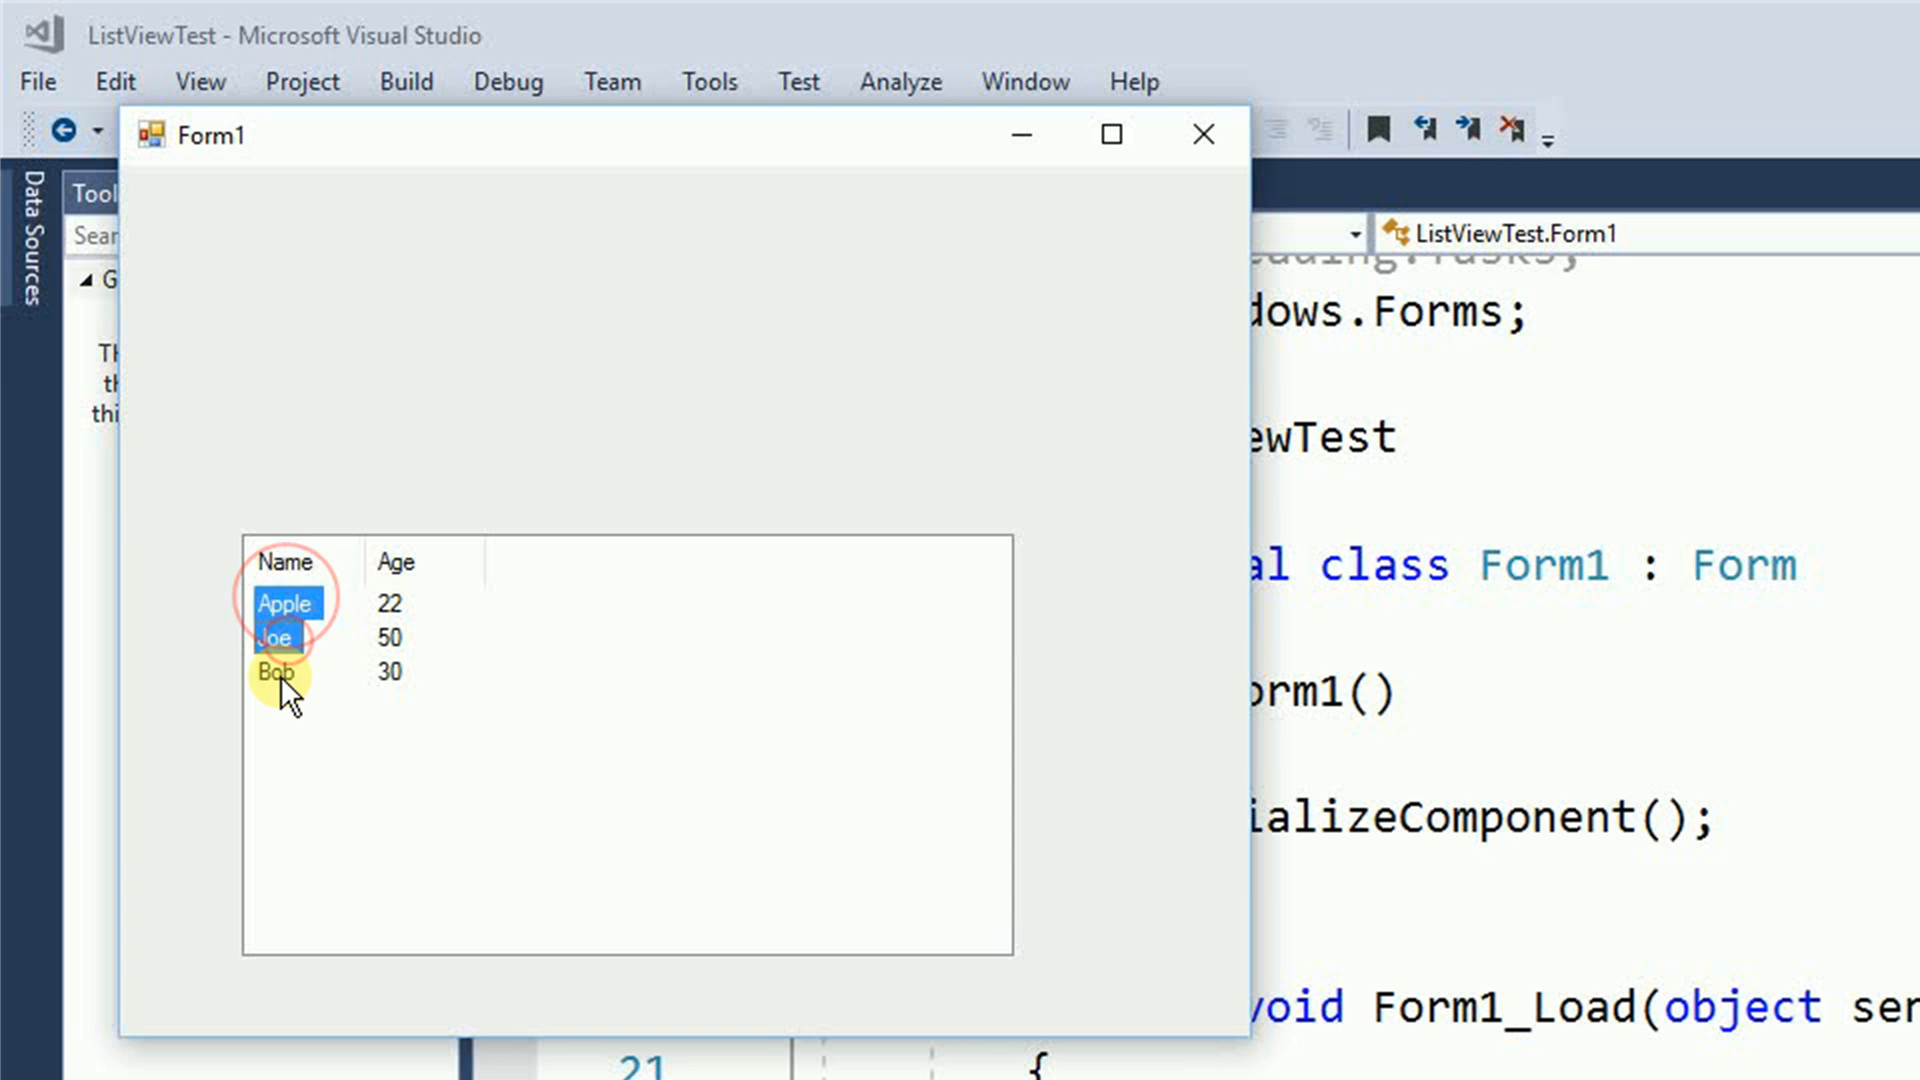 ListViewTest - Microsoft Visual Studio
File Edit View Project Build Debug Team Tools Test Analyze Window Help
Form1
Data Sources
Tool
Sear
G
Th
th
thi
ListViewTest.Form1
eading.Tasks;
dows.Forms;
ewTest
al class Form1 : Form
orm1()
ializeComponent();
void Form1_Load(object ser
21 {
Name Age
Apple 22
Joe 50
Bob 30